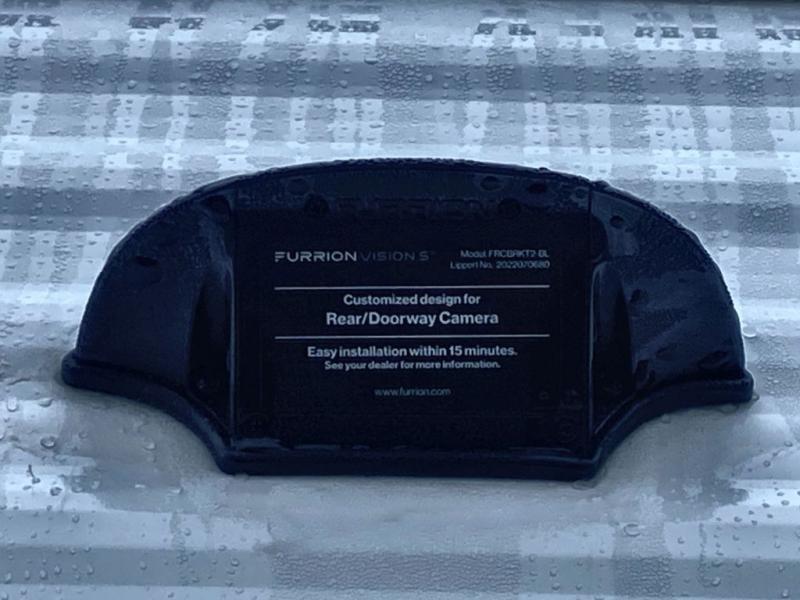 FURRION VISION S™
Model: FRCBRKT2-BL
Lippert No. 2022070680
Customized design for
Rear/Doorway Camera
Easy installation within 15 minutes.
See your dealer for more information.
www.furrion.com